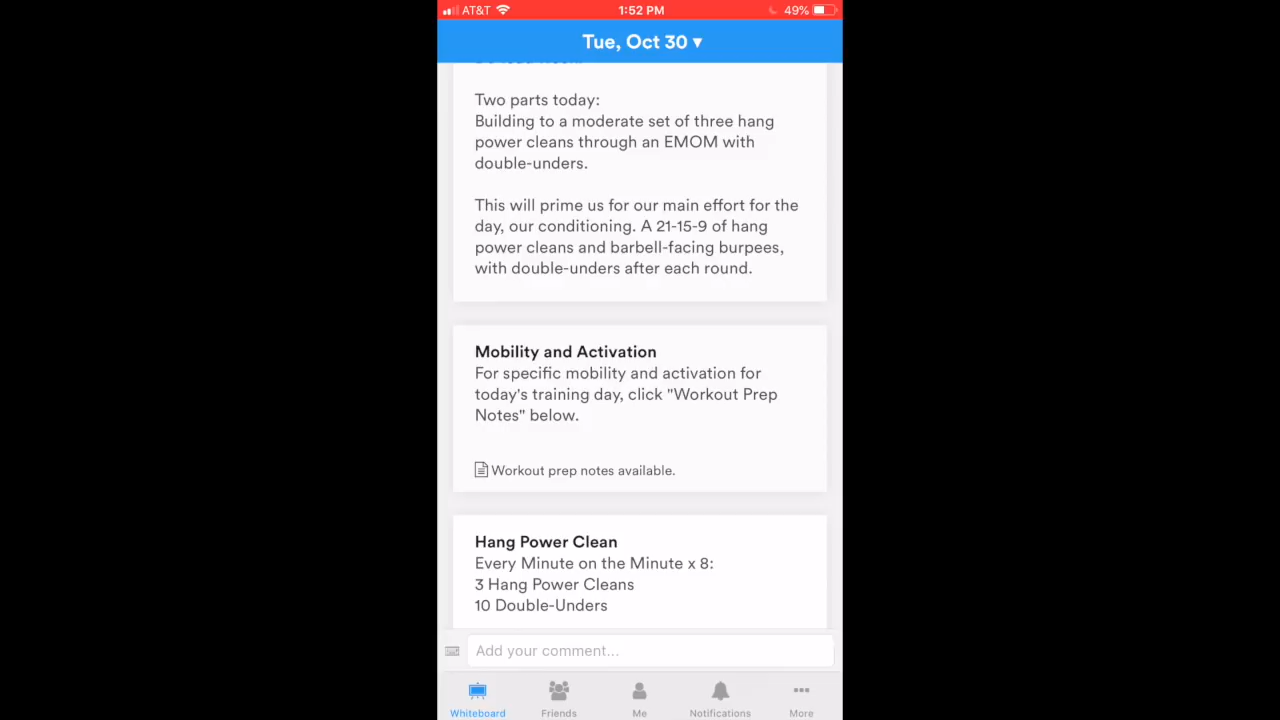 AT&T 1:52 PM 49%
Tue, Oct 30 ▾
Two parts today:
Building to a moderate set of three hang
power cleans through an EMOM with
double-unders.
This will prime us for our main effort for the
day, our conditioning. A 21-15-9 of hang
power cleans and barbell-facing burpees,
with double-unders after each round.
Mobility and Activation
For specific mobility and activation for
today's training day, click "Workout Prep
Notes" below.
Workout prep notes available.
Hang Power Clean
Every Minute on the Minute x 8:
3 Hang Power Cleans
10 Double-Unders
Add your comment...
Whiteboard Friends Me Notifications More